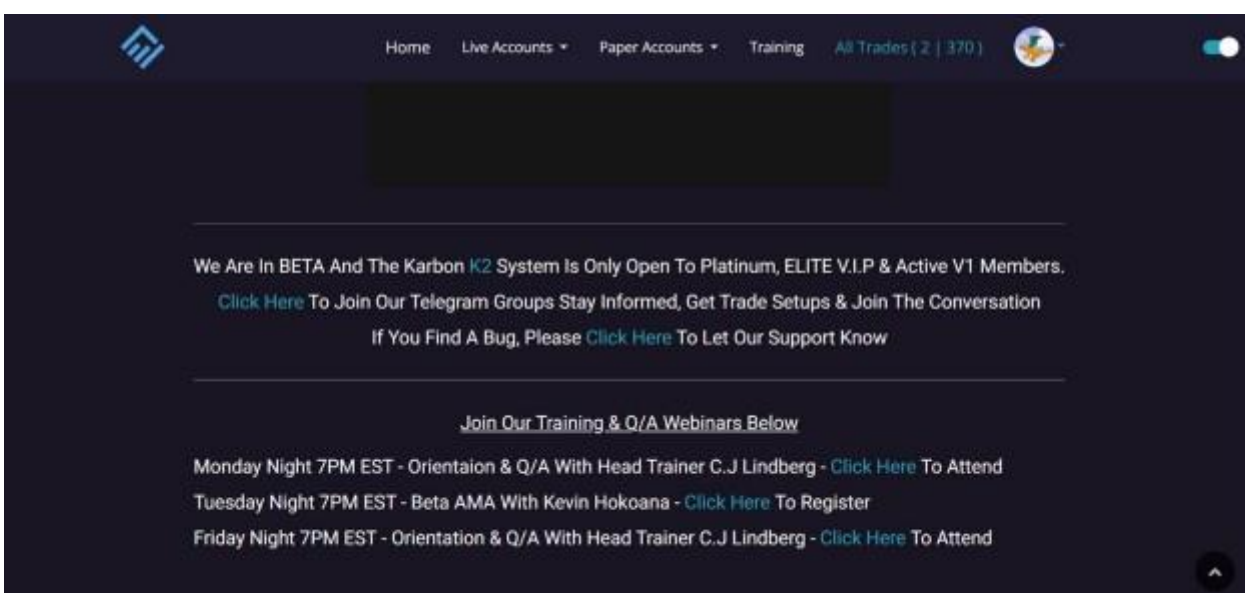 Home Live Accounts Paper Accounts Training All Trades ( 2 | 370 )
We Are In BETA And The Karbon K2 System Is Only Open To Platinum, ELITE V.I.P & Active V1 Members.
Click Here To Join Our Telegram Groups Stay Informed, Get Trade Setups & Join The Conversation
If You Find A Bug, Please Click Here To Let Our Support Know
Join Our Training & Q/A Webinars Below
Monday Night 7PM EST - Orientaion & Q/A With Head Trainer C.J Lindberg - Click Here To Attend
Tuesday Night 7PM EST - Beta AMA With Kevin Hokoana - Click Here To Register
Friday Night 7PM EST - Orientation & Q/A With Head Trainer C.J Lindberg - Click Here To Attend